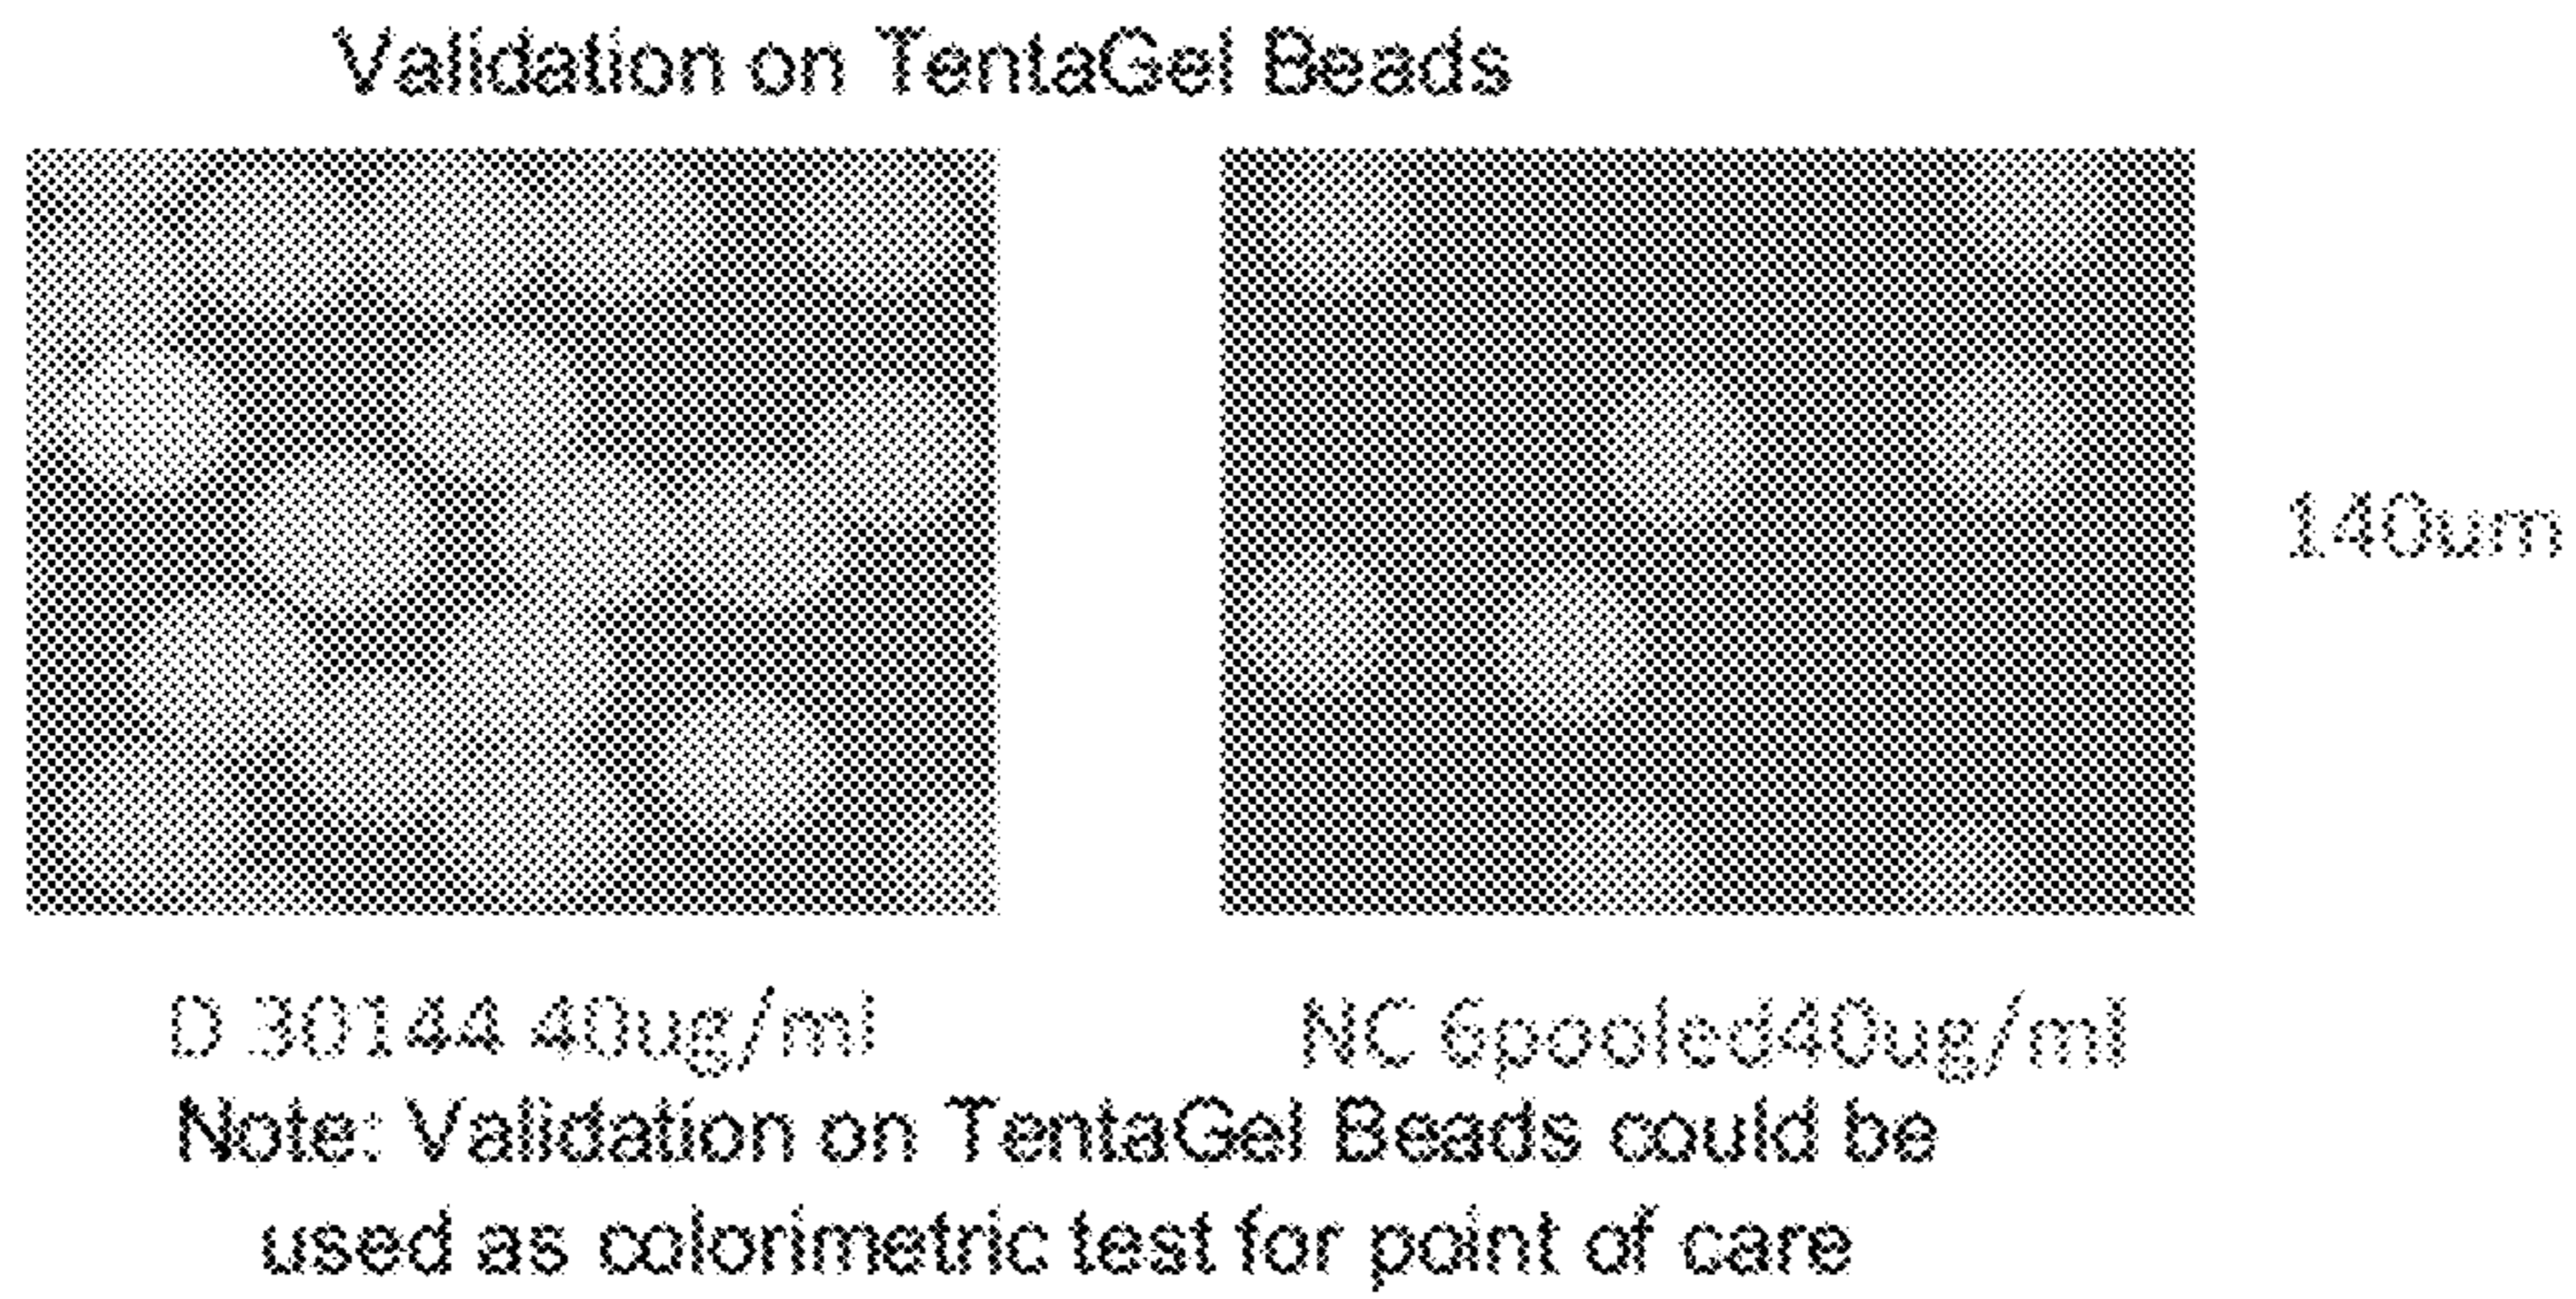 Validation on TentaGel Beads
140um
D 30144 40ug/ml
NC 6pooled40ug/ml
Note: Validation on TentaGel Beads could be
used as colorimetric test for point of care